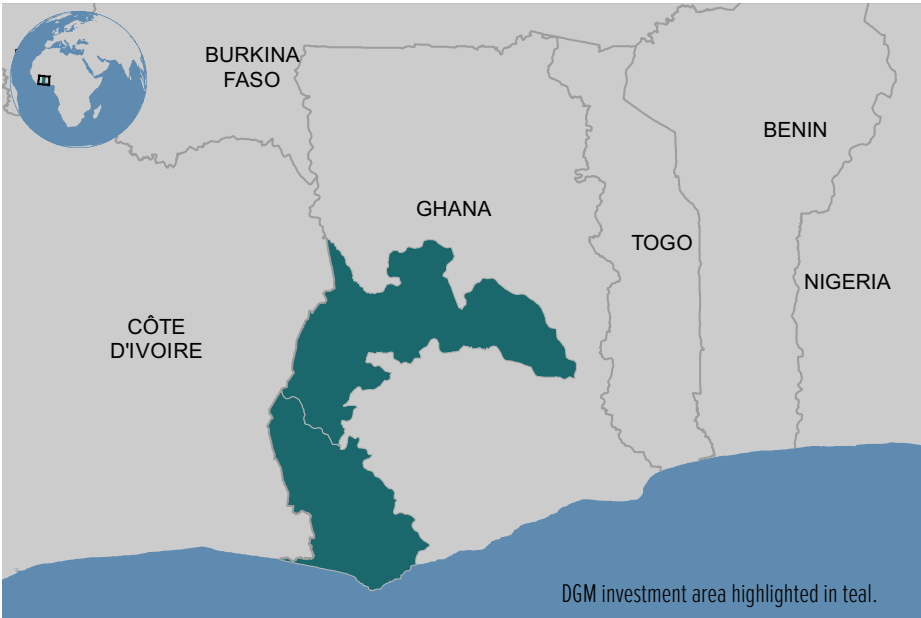 BURKINA
FASO
BENIN
GHANA
TOGO
NIGERIA
CÔTE
D'IVOIRE
DGM investment area highlighted in teal.